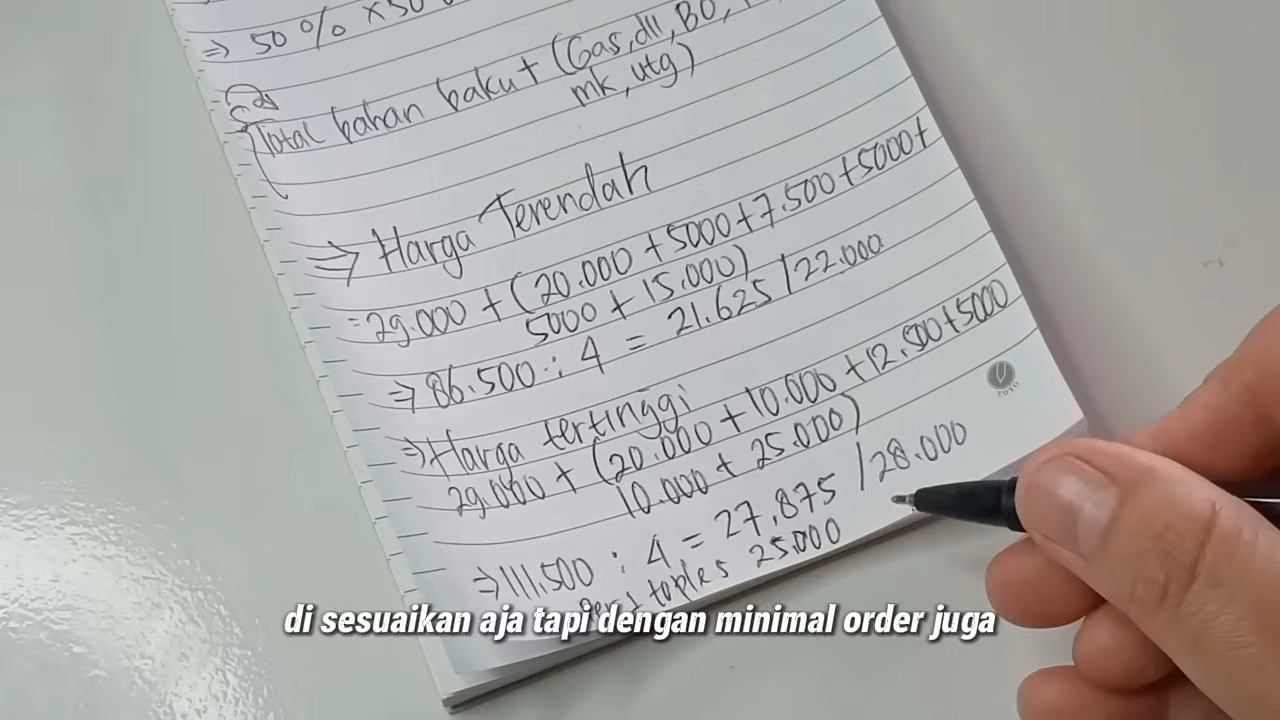 ⇒ 50% x 50
Total bahan baku + (Gas, dll, BO,
mk, utg)
⇒ Harga Terendah
= 29.000 + (20.000 + 5000 + 7.500 + 5000 +
5000 + 15.000)
⇒ 86.500 : 4 = 21.625 / 22.000
⇒ Harga tertinggi
29.000 + (20.000 + 10.000 + 12.500 + 5000
10.000 + 25.000)
⇒ 111.500 : 4 = 27.875 / 28.000
toples 25.000
di sesuaikan aja tapi dengan minimal order juga